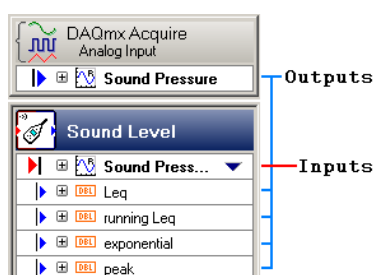 DAQmx Acquire
Analog Input
Sound Pressure
Outputs
Sound Level
Sound Press...
Inputs
DBL Leq
DBL running Leq
DBL exponential
DBL peak